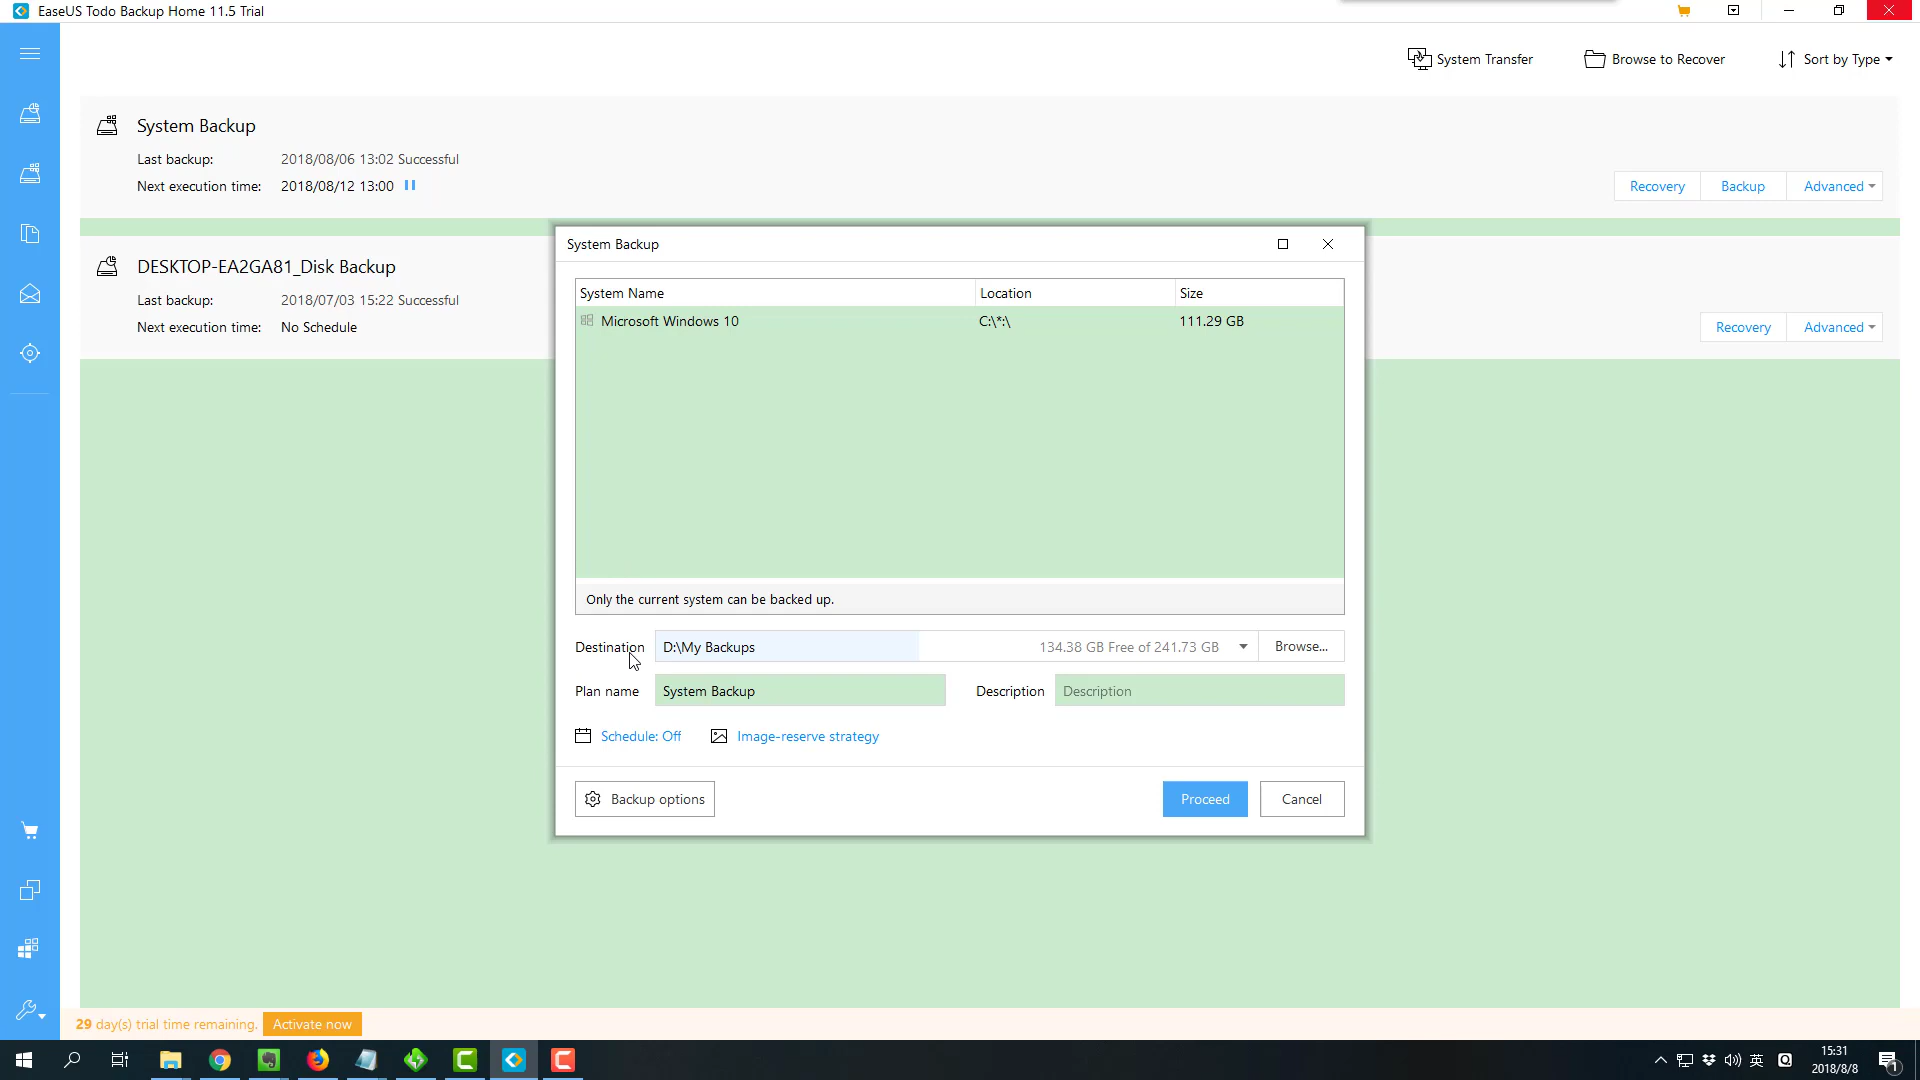 EaseUS Todo Backup Home 11.5 Trial
System Transfer
Browse to Recover
Sort by Type
System Backup
Last backup: 2018/08/06 13:02 Successful
Next execution time: 2018/08/12 13:00
Recovery
Backup
Advanced
DESKTOP-EA2GA81_Disk Backup
Last backup: 2018/07/03 15:22 Successful
Next execution time: No Schedule
Recovery
Advanced
System Backup
System Name Location Size
Microsoft Windows 10 C:\*:\ 111.29 GB
Only the current system can be backed up.
Destination D:\My Backups 134.38 GB Free of 241.73 GB Browse...
Plan name System Backup Description Description
Schedule: Off Image-reserve strategy
Backup options Proceed Cancel
29 day(s) trial time remaining. Activate now
英
15:31
2018/8/8
1